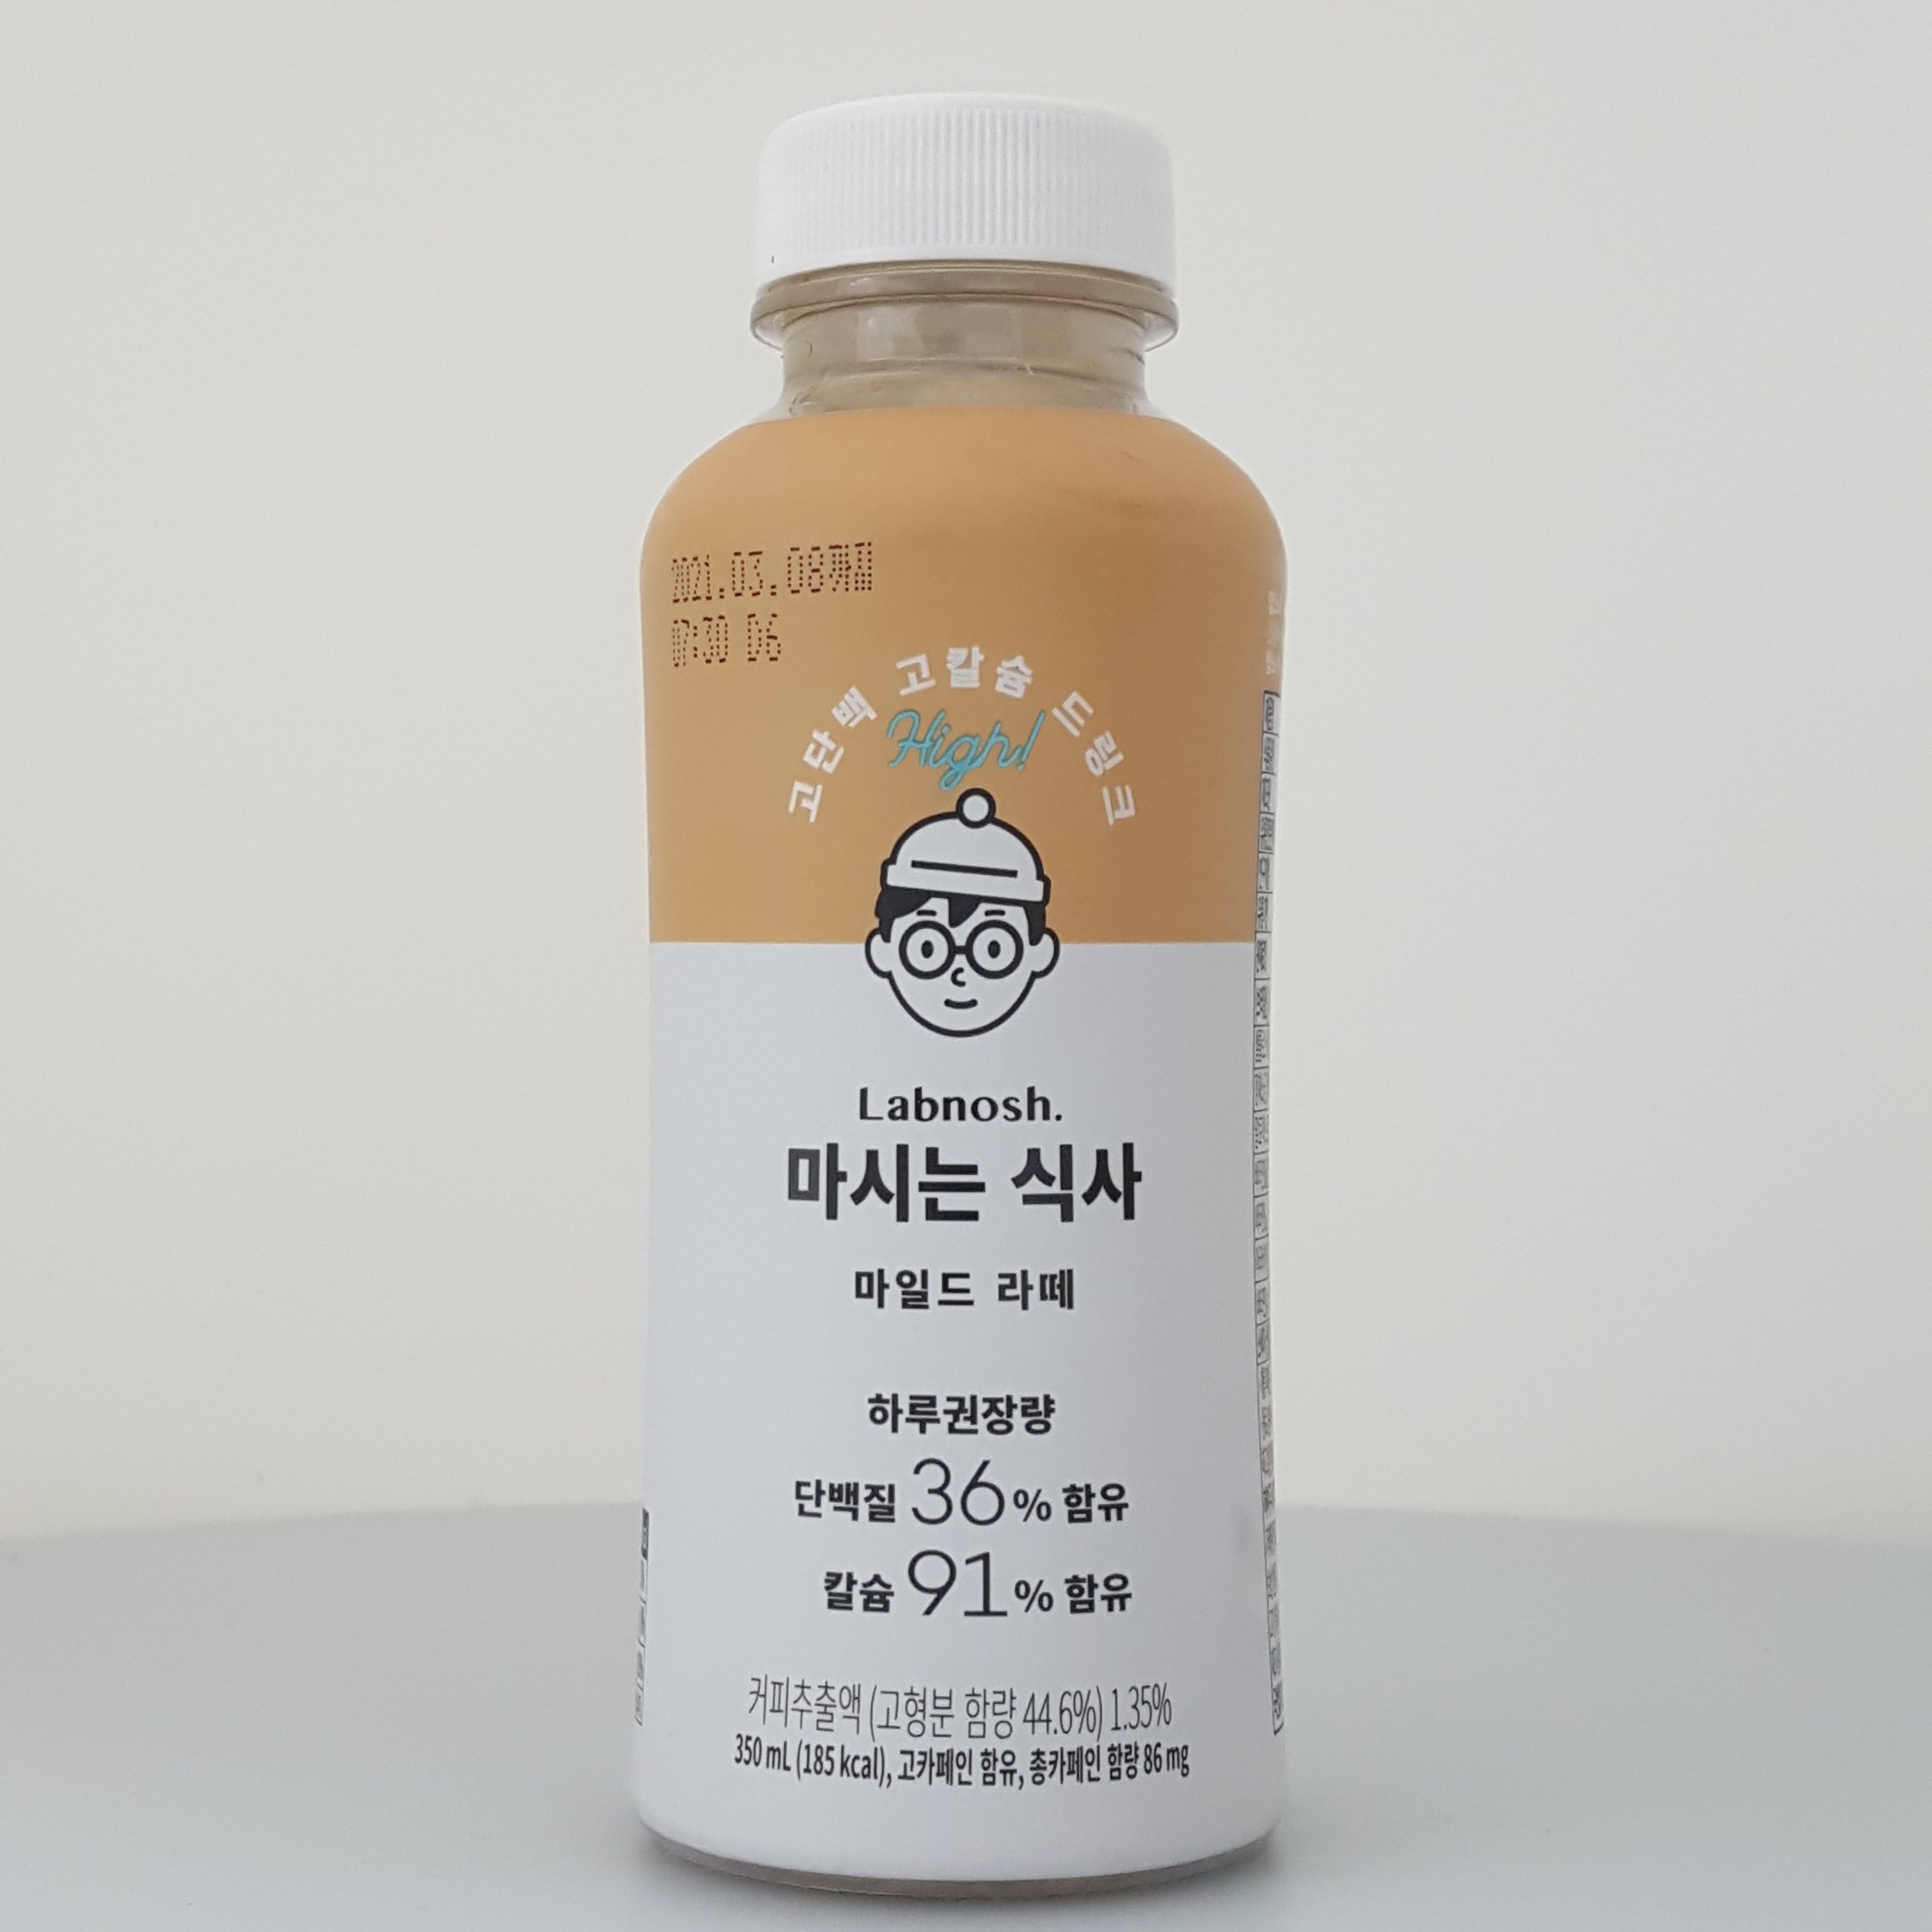 2021.03.08까지
07:30 D6
고단백 고칼슘 드링크
High!
Labnosh.
마시는 식사
마일드 라떼
하루권장량
단백질 36% 함유
칼슘 91% 함유
커피추출액 (고형분 함량 44.6%) 1.35%
350 mL (185 kcal), 고카페인 함유, 총카페인 함량 86 mg